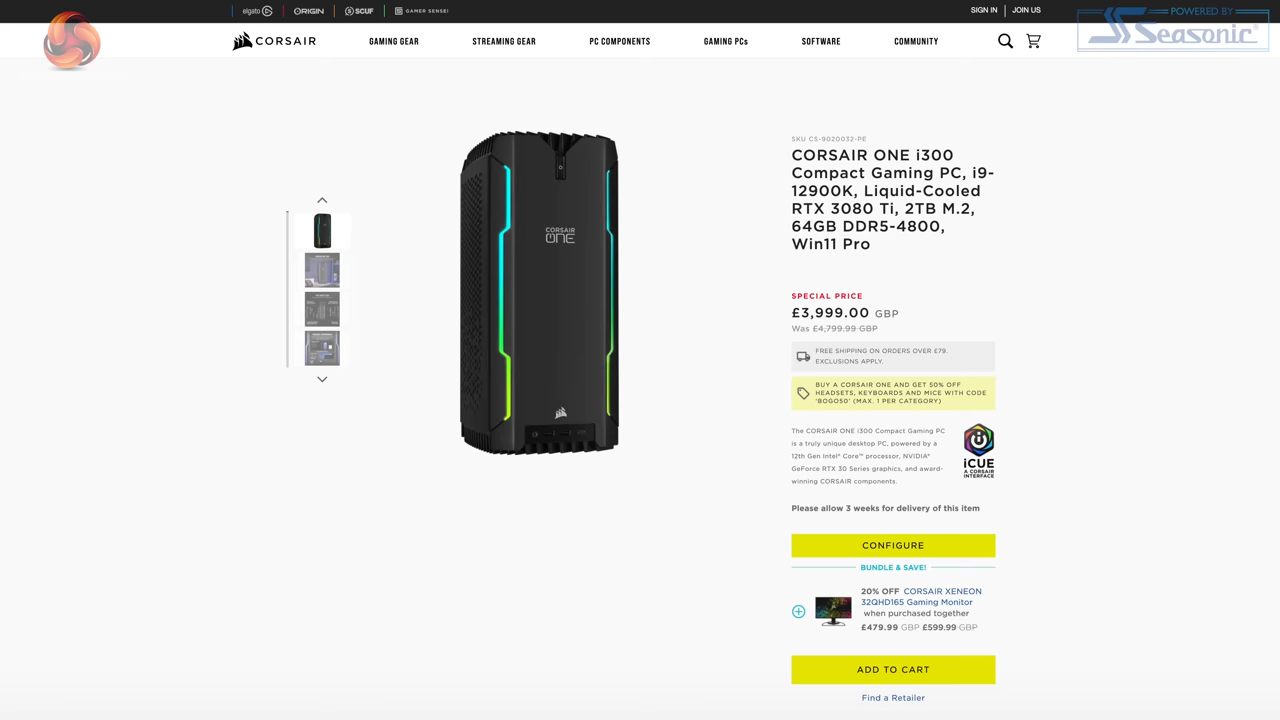 elgato
ORIGIN
SCUF
GAMER SENSEI
SIGN IN
JOIN US
POWERED BY
Seasonic
CORSAIR
GAMING GEAR
STREAMING GEAR
PC COMPONENTS
GAMING PCs
SOFTWARE
COMMUNITY
CORSAIR
ONE
SKU CS-9020032-PE
CORSAIR ONE i300
Compact Gaming PC, i9-
12900K, Liquid-Cooled
RTX 3080 Ti, 2TB M.2,
64GB DDR5-4800,
Win11 Pro
SPECIAL PRICE
£3,999.00 GBP
Was £4,799.99 GBP
FREE SHIPPING ON ORDERS OVER £79.
EXCLUSIONS APPLY.
BUY A CORSAIR ONE AND GET 50% OFF
HEADSETS, KEYBOARDS AND MICE WITH CODE
'BOGO50' (MAX. 1 PER CATEGORY)
The CORSAIR ONE i300 Compact Gaming PC
is a truly unique desktop PC, powered by a
12th Gen Intel® Core™ processor, NVIDIA®
GeForce RTX 30 Series graphics, and award-
winning CORSAIR components.
iCUE
A CORSAIR
INTERFACE
Please allow 3 weeks for delivery of this item
CONFIGURE
BUNDLE & SAVE!
20% OFF CORSAIR XENEON
32QHD165 Gaming Monitor
when purchased together
£479.99 GBP £599.99 GBP
ADD TO CART
Find a Retailer